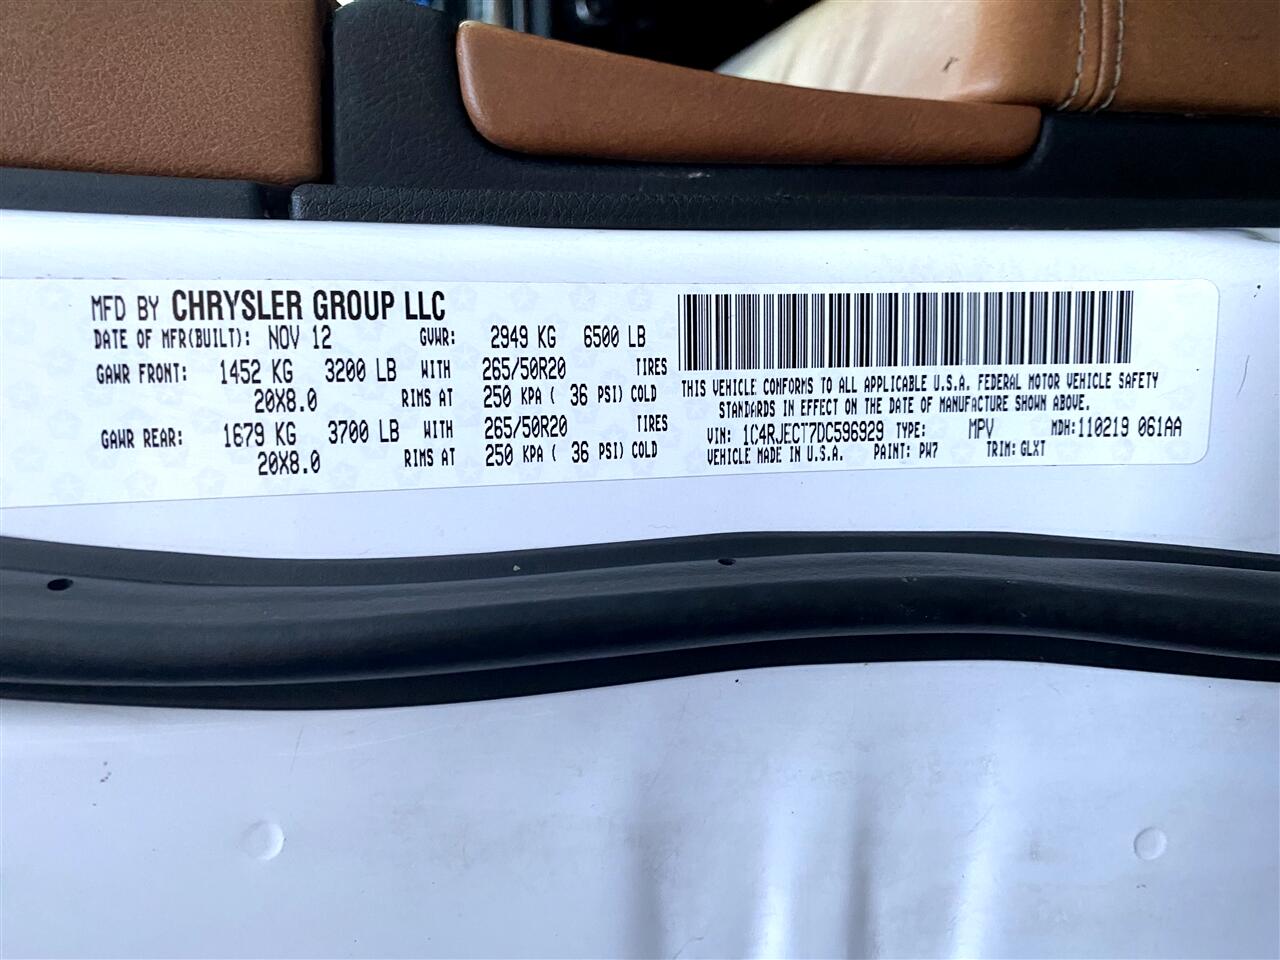 MFD BY CHRYSLER GROUP LLC
DATE OF MFR(BUILT): NOV 12 GVWR: 2949 KG 6500 LB
GAWR FRONT: 1452 KG 3200 LB WITH 265/50R20 TIRES
20X8.0 RIMS AT 250 KPA ( 36 PSI) COLD
GAWR REAR: 1679 KG 3700 LB WITH 265/50R20 TIRES
20X8.0 RIMS AT 250 KPA ( 36 PSI) COLD
THIS VEHICLE CONFORMS TO ALL APPLICABLE U.S.A. FEDERAL MOTOR VEHICLE SAFETY
STANDARDS IN EFFECT ON THE DATE OF MANUFACTURE SHOWN ABOVE.
VIN: 1C4RJECT7DC596929 TYPE: MPV MDH:110219 061AA
VEHICLE MADE IN U.S.A. PAINT: PW7 TRIM: GLXT